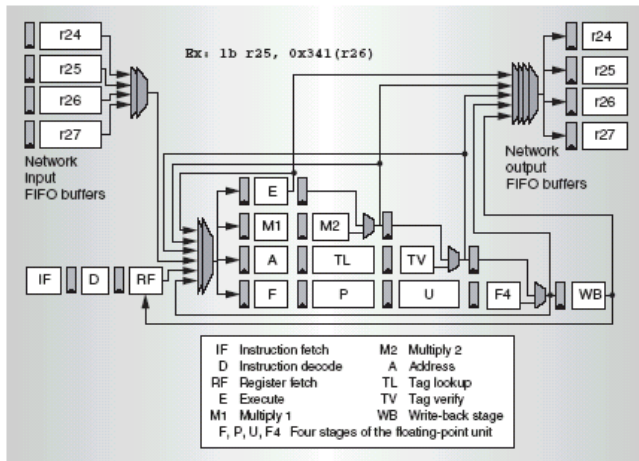 r24
r25
r26
r27
Network
input
FIFO buffers
Ex: lb r25, 0x341(r26)
r24
r25
r26
r27
Network
output
FIFO buffers
E
M1 M2
A TL TV
IF D RF
F P U F4 WB
IF Instruction fetch
D Instruction decode
RF Register fetch
E Execute
M1 Multiply 1
M2 Multiply 2
A Address
TL Tag lookup
TV Tag verify
WB Write-back stage
F, P, U, F4 Four stages of the floating-point unit